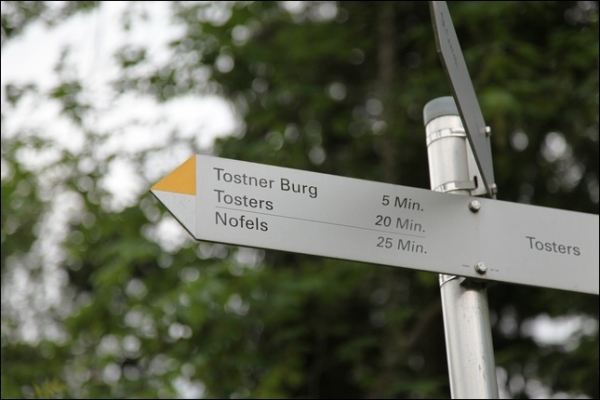 Tostner Burg 5 Min.
Tosters 20 Min.
Nofels 25 Min.
Tosters